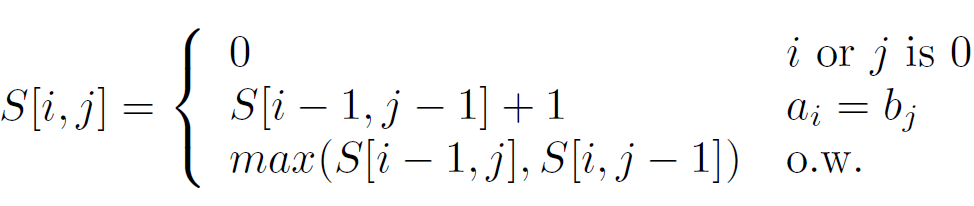 0 i or j is 0
S[i, j] = { S[i − 1, j − 1] + 1 a_i = b_j
max(S[i − 1, j], S[i, j − 1]) o.w.